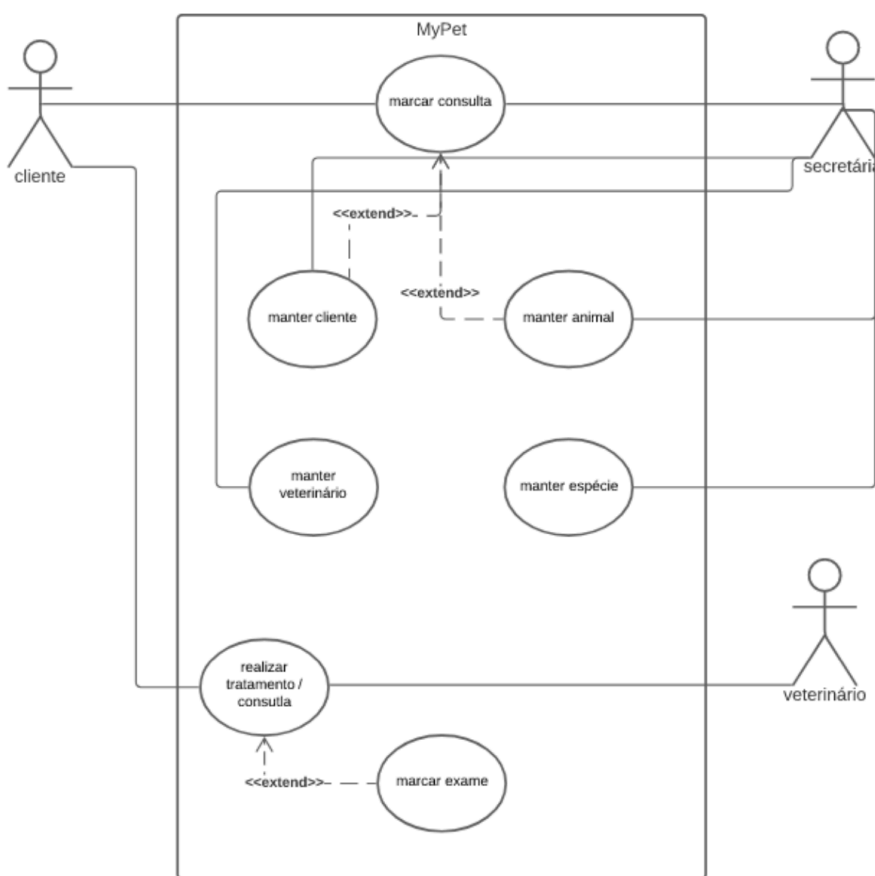 MyPet
marcar consulta
cliente
secretária
<<extend>>
<<extend>>
manter cliente
manter animal
manter
veterinário
manter espécie
realizar
tratamento /
consutla
veterinário
<<extend>>
marcar exame